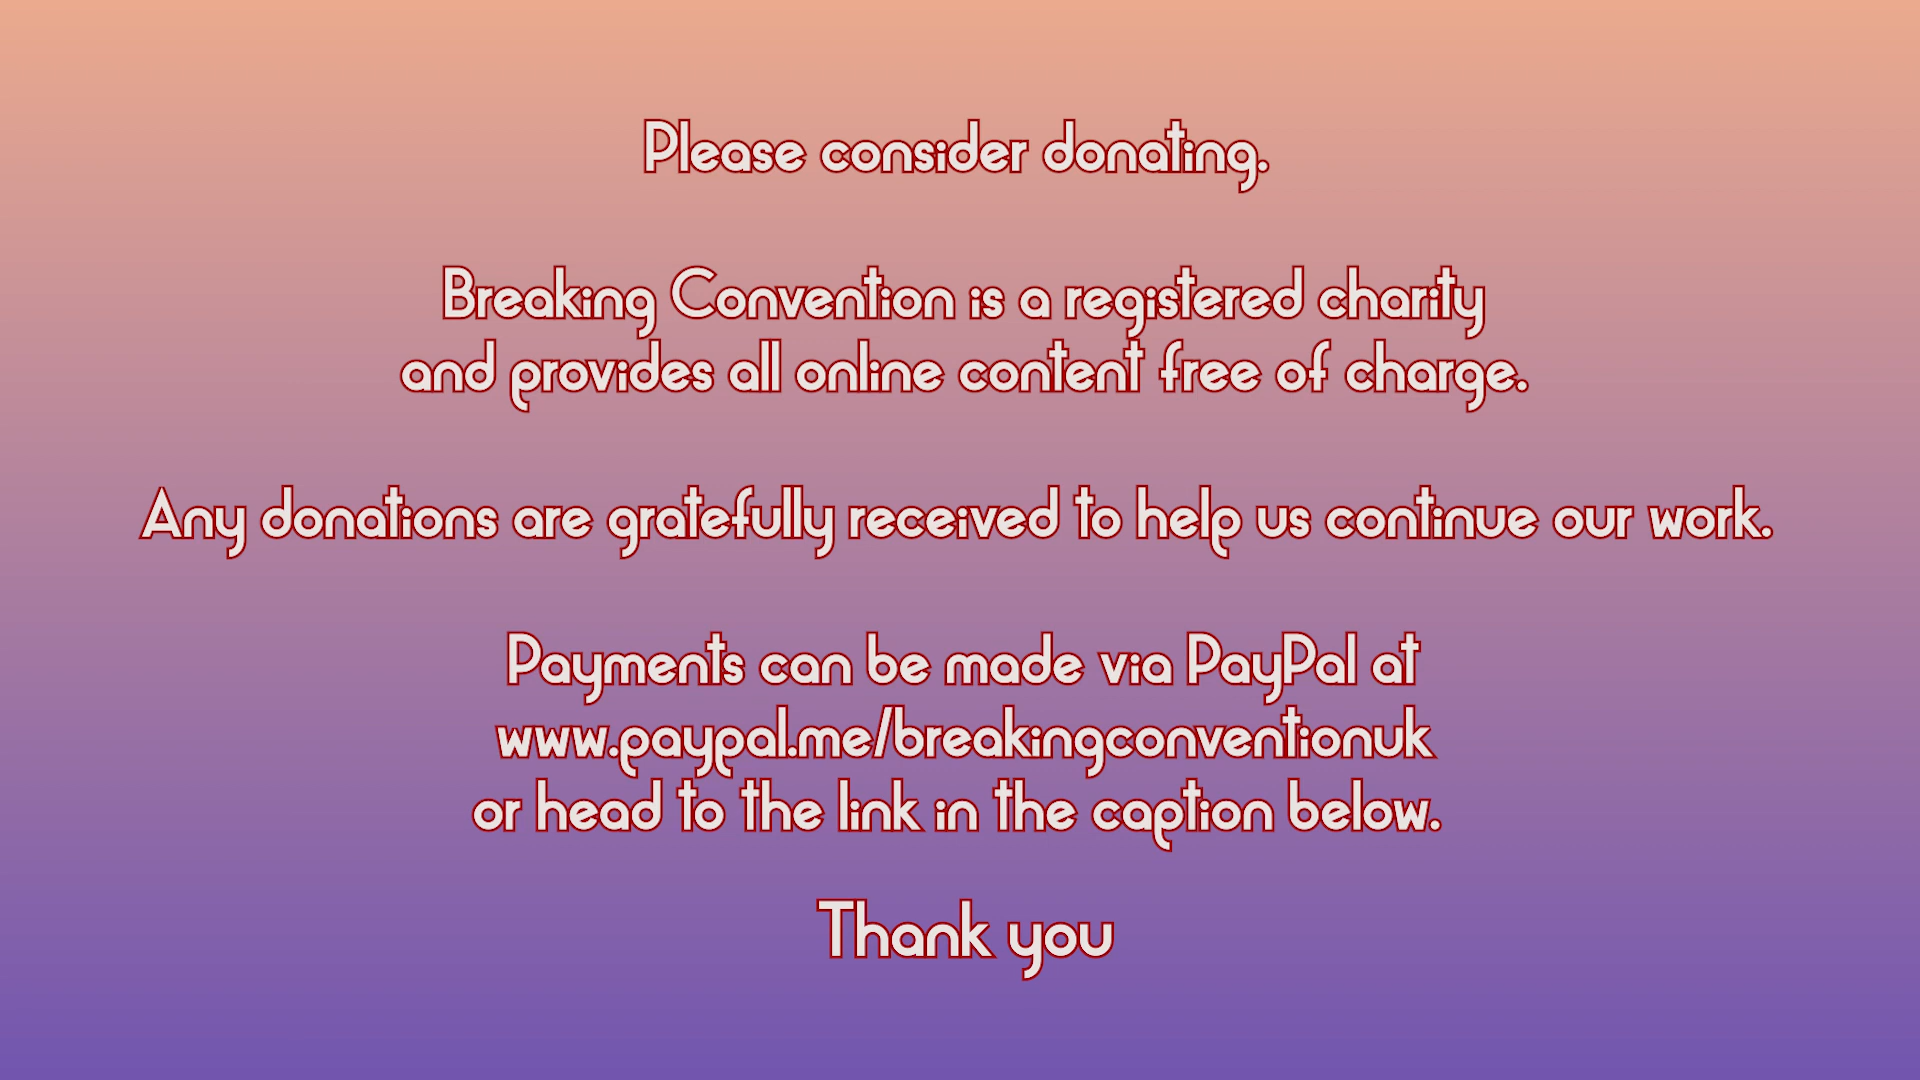 Please consider donating.
Breaking Convention is a registered charity
and provides all online content free of charge.
Any donations are gratefully received to help us continue our work.
Payments can be made via PayPal at
www.paypal.me/breakingconventionuk
or head to the link in the caption below.
Thank you